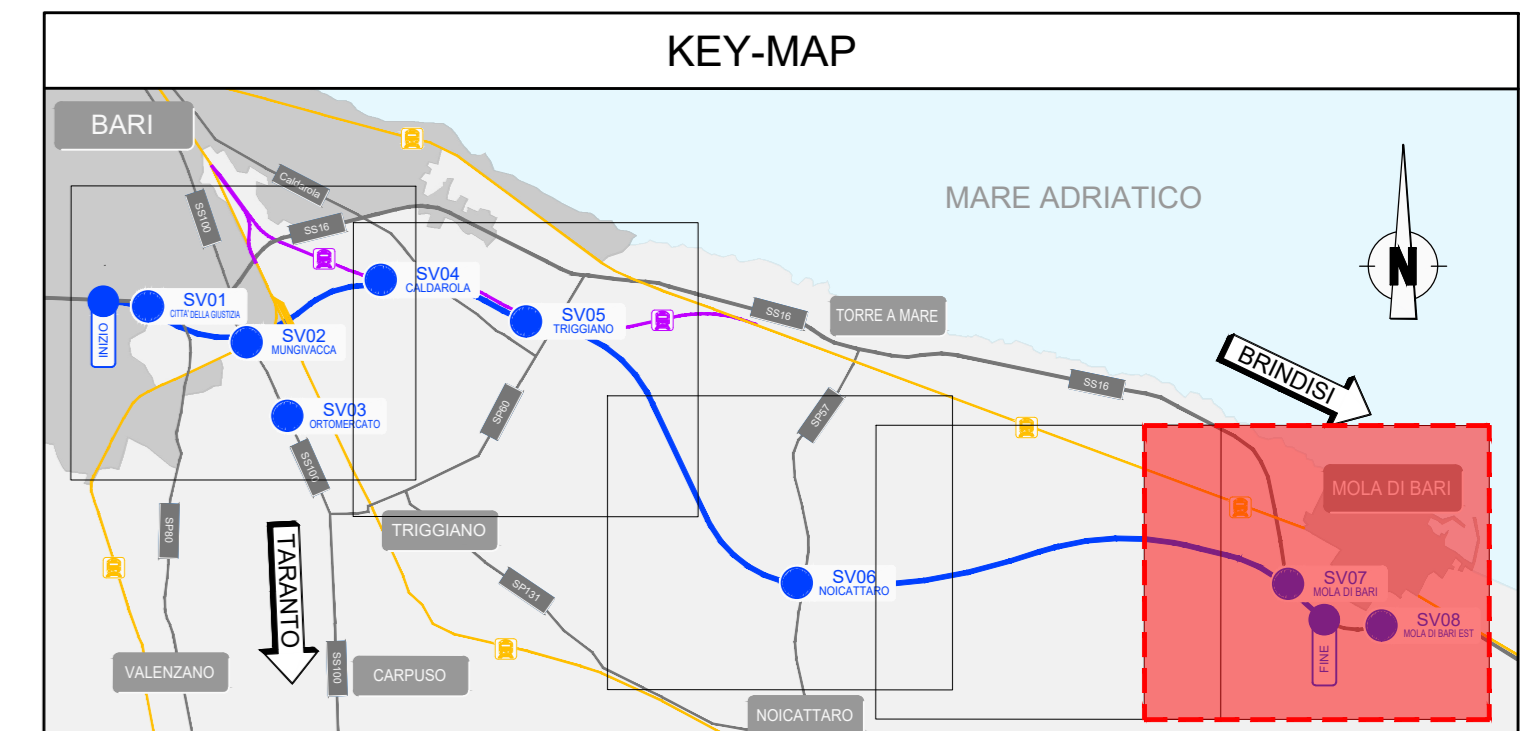 KEY-MAP
BARI
MARE ADRIATICO
Caldarola
SS100
SS16
N
SV04
CALDAROLA
SV01
CITTA' DELLA GIUSTIZIA
INIZIO
SV02
MUNGIVACCA
SV05
TRIGGIANO
SS16
TORRE A MARE
BRINDISI
SS16
SV03
ORTOMERCATO
SP60
SP57
SS100
MOLA DI BARI
SP80
TRIGGIANO
TARANTO
SP131
SV06
NOICATTARO
SV07
MOLA DI BARI
SV08
MOLA DI BARI EST
FINE
VALENZANO
SS100
CARPUSO
NOICATTARO